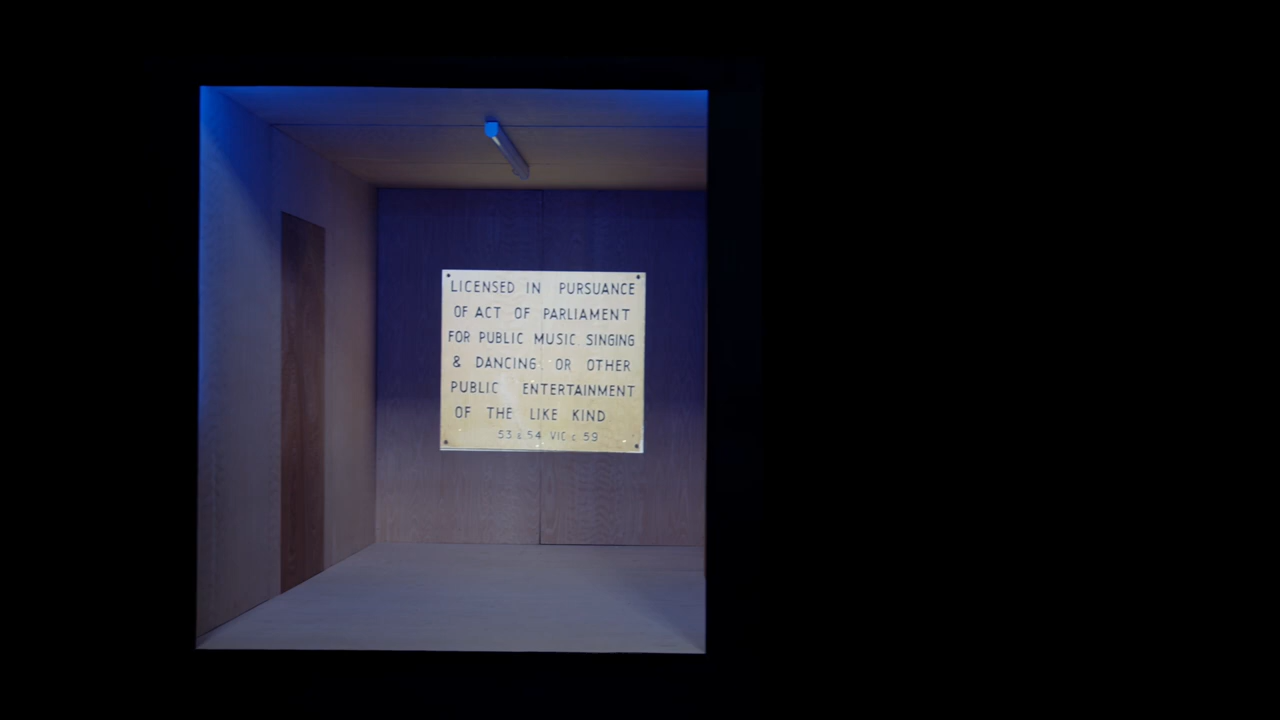 LICENSED IN PURSUANCE
OF ACT OF PARLIAMENT
FOR PUBLIC MUSIC SINGING
& DANCING OR OTHER
PUBLIC ENTERTAINMENT
OF THE LIKE KIND
53 & 54 VIC c 59